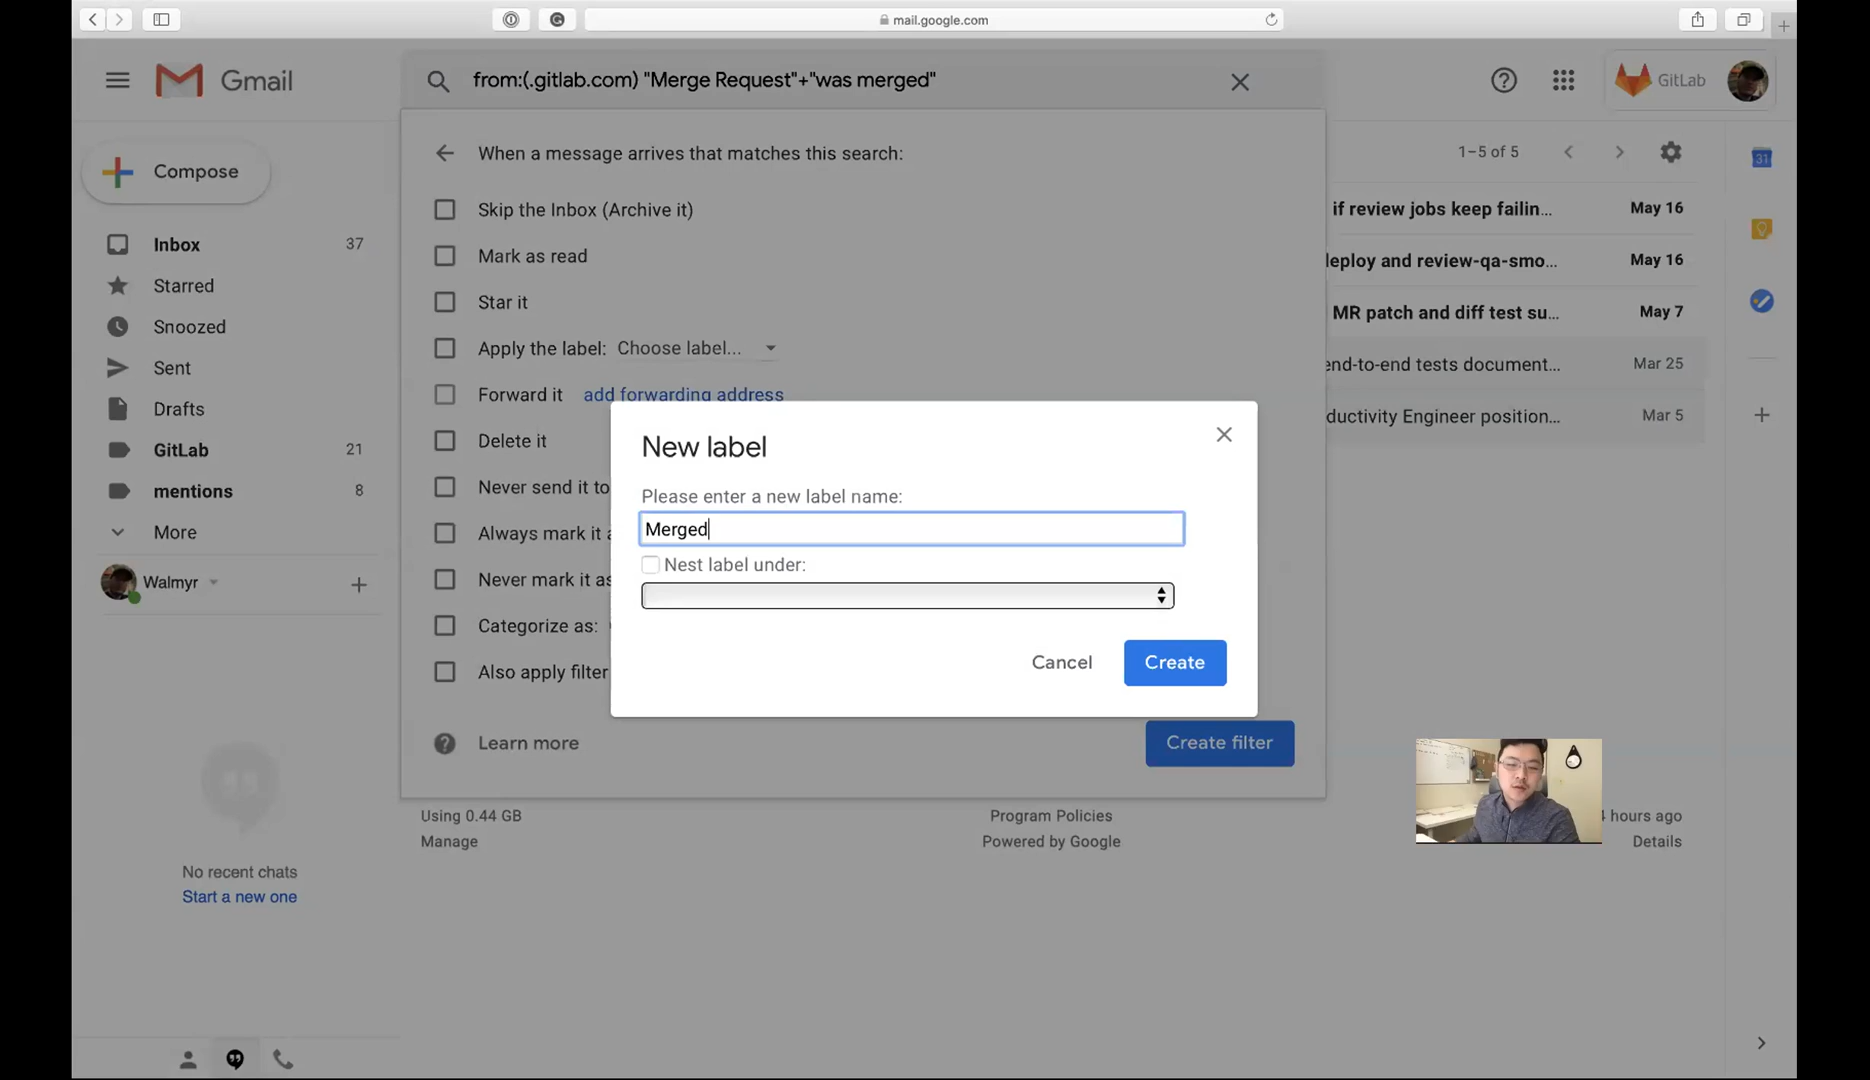 mail.google.com
Gmail
from:(.gitlab.com) "Merge Request"+"was merged"
GitLab
Compose
When a message arrives that matches this search:
1–5 of 5
31
Skip the Inbox (Archive it)
if review jobs keep failin...
May 16
Inbox
37
Mark as read
deploy and review-qa-smo...
May 16
Starred
Star it
MR patch and diff test su...
May 7
Snoozed
Apply the label:
Choose label...
end-to-end tests document...
Mar 25
Sent
Forward it
add forwarding address
ductivity Engineer position...
Mar 5
Drafts
Delete it
New label
GitLab
21
Never send it to
Please enter a new label name:
mentions
8
Always mark it a
Merged
More
Never mark it as
Nest label under:
Walmyr
Categorize as:
Also apply filter
Cancel
Create
Learn more
Create filter
Using 0.44 GB
Program Policies
4 hours ago
Manage
Powered by Google
Details
No recent chats
Start a new one